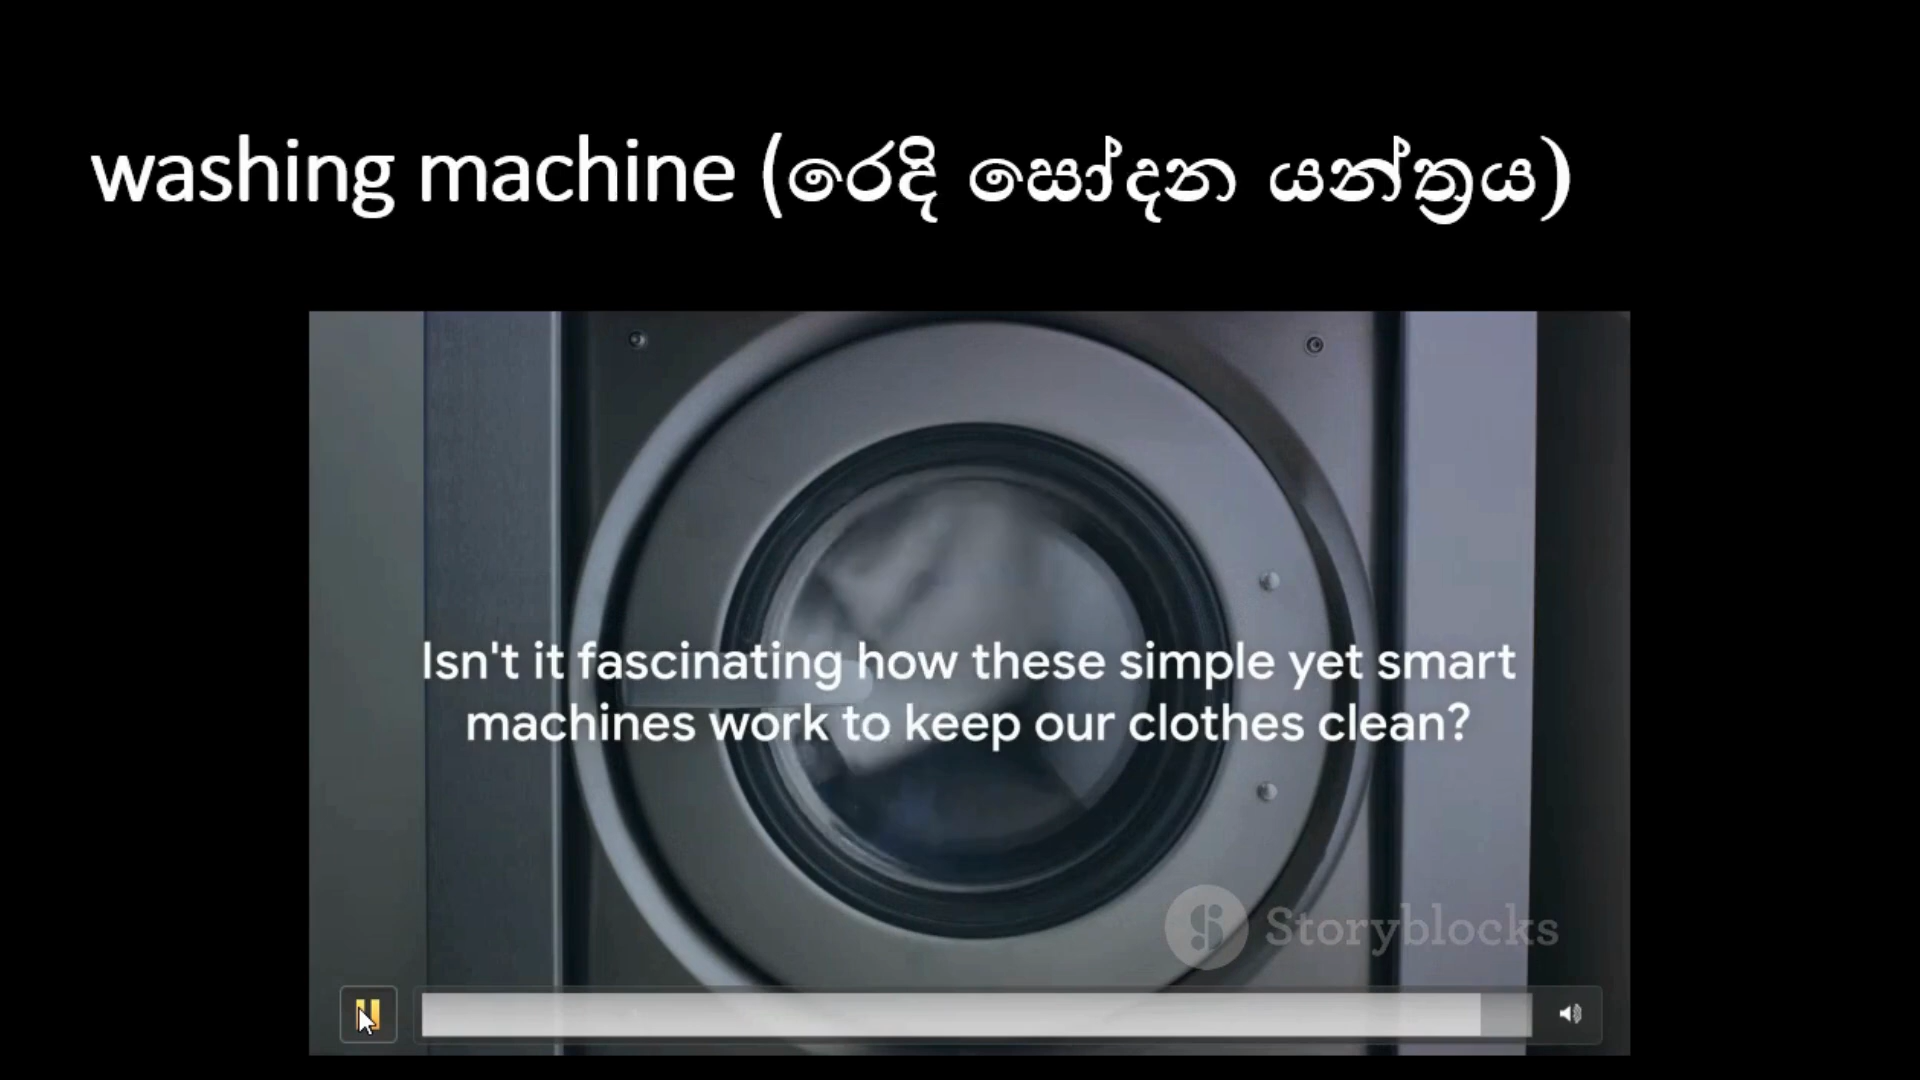 washing machine (රෙදි සෝදන යන්ත්‍රය)
Isn't it fascinating how these simple yet smart
machines work to keep our clothes clean?
Storyblocks